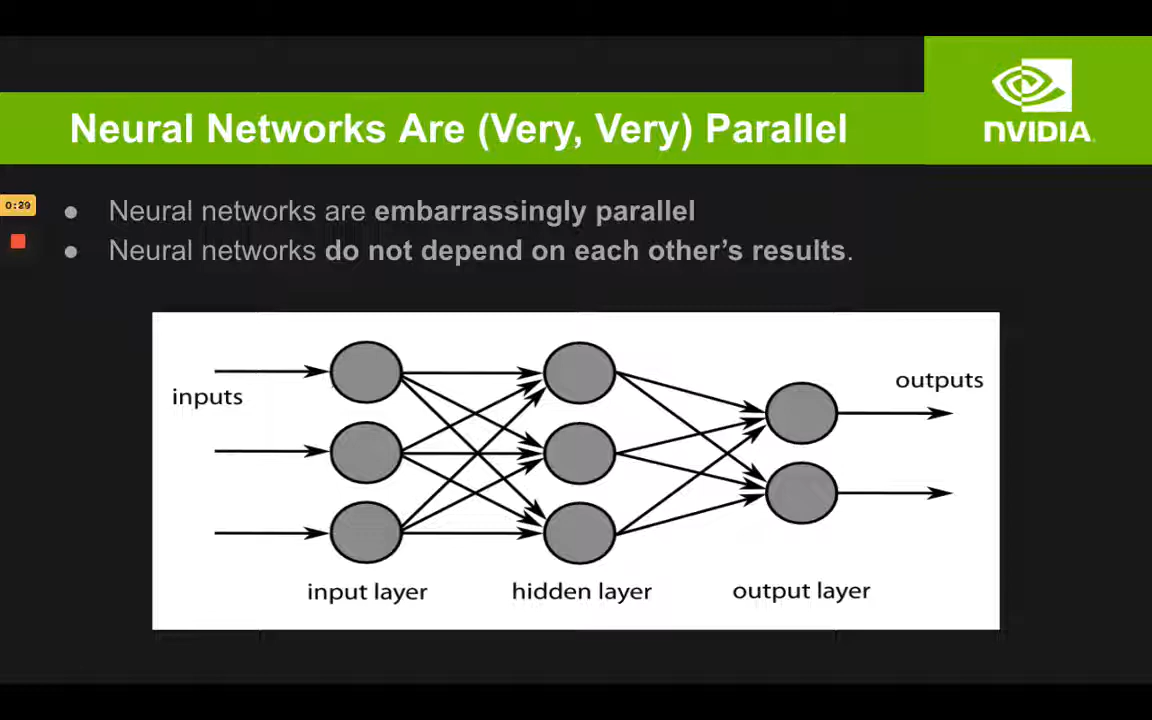 Neural Networks Are (Very, Very) Parallel
NVIDIA
0:39
● Neural networks are embarrassingly parallel
● Neural networks do not depend on each other’s results.
inputs
outputs
input layer
hidden layer
output layer